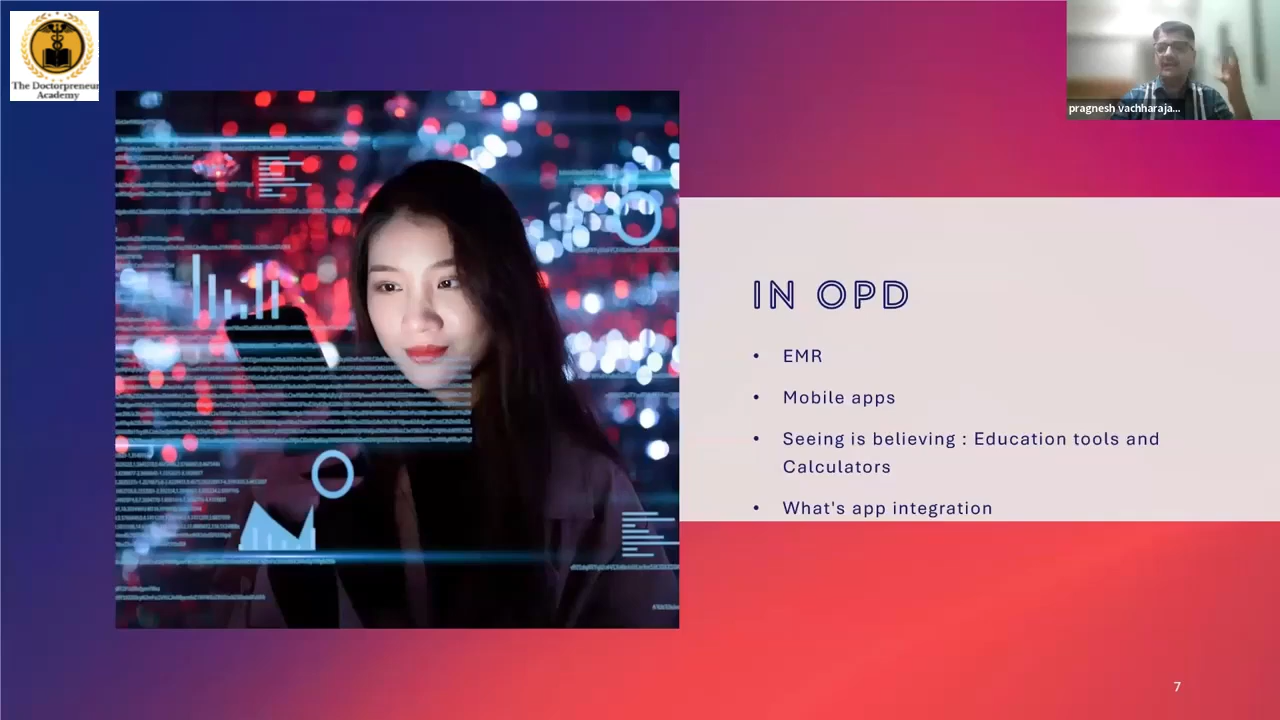 The Doctorpreneur
Academy
pragnesh vachharaja...
IN OPD
• EMR
• Mobile apps
• Seeing is believing : Education tools and
Calculators
• What's app integration
7